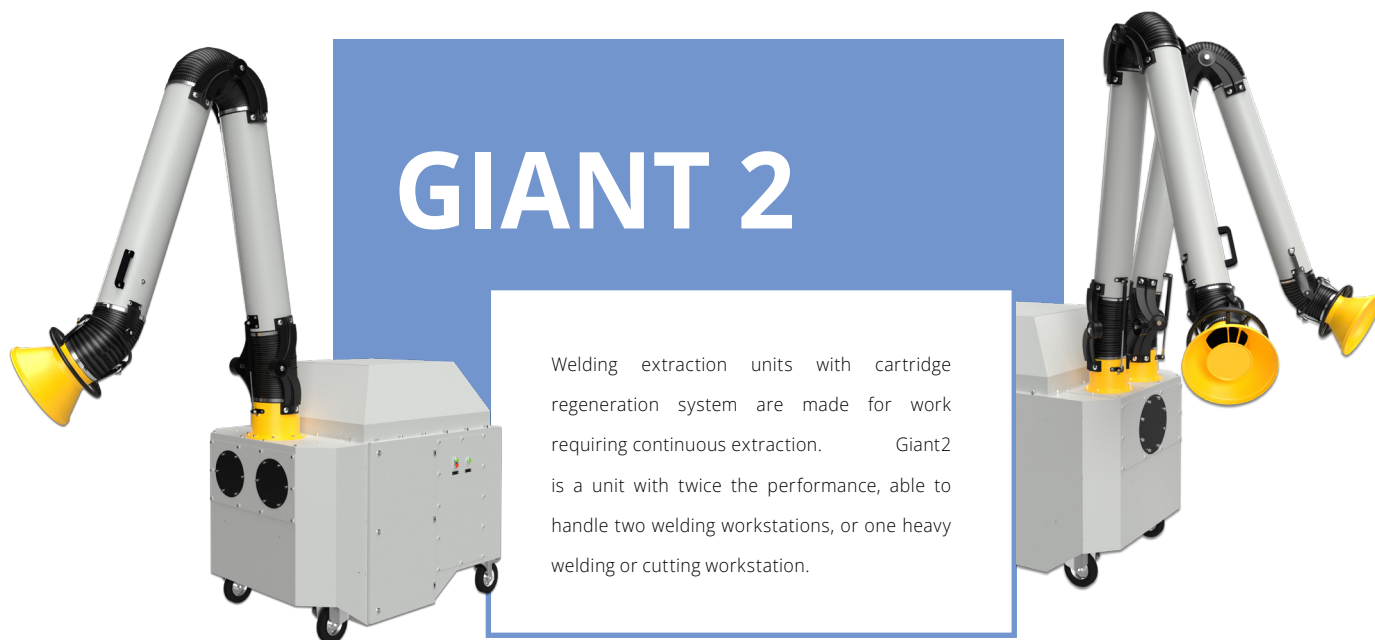 GIANT 2
Welding extraction units with cartridge
regeneration system are made for work
requiring continuous extraction. Giant2
is a unit with twice the performance, able to
handle two welding workstations, or one heavy
welding or cutting workstation.